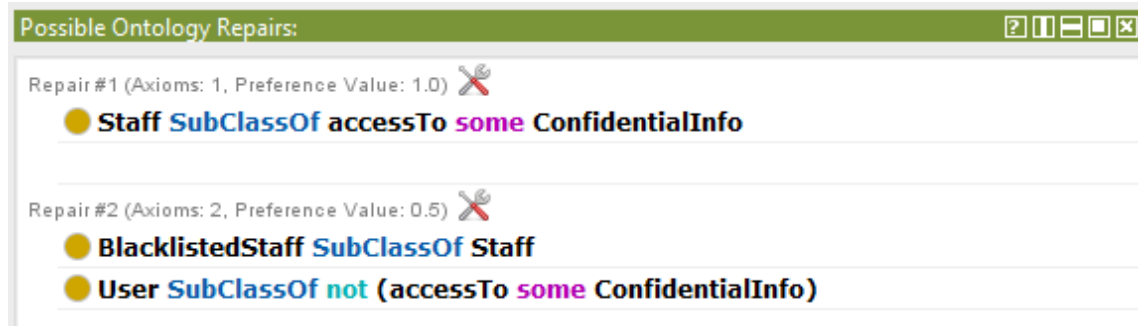 Possible Ontology Repairs:
Repair #1 (Axioms: 1, Preference Value: 1.0)
Staff SubClassOf accessTo some ConfidentialInfo
Repair #2 (Axioms: 2, Preference Value: 0.5)
BlacklistedStaff SubClassOf Staff
User SubClassOf not (accessTo some ConfidentialInfo)